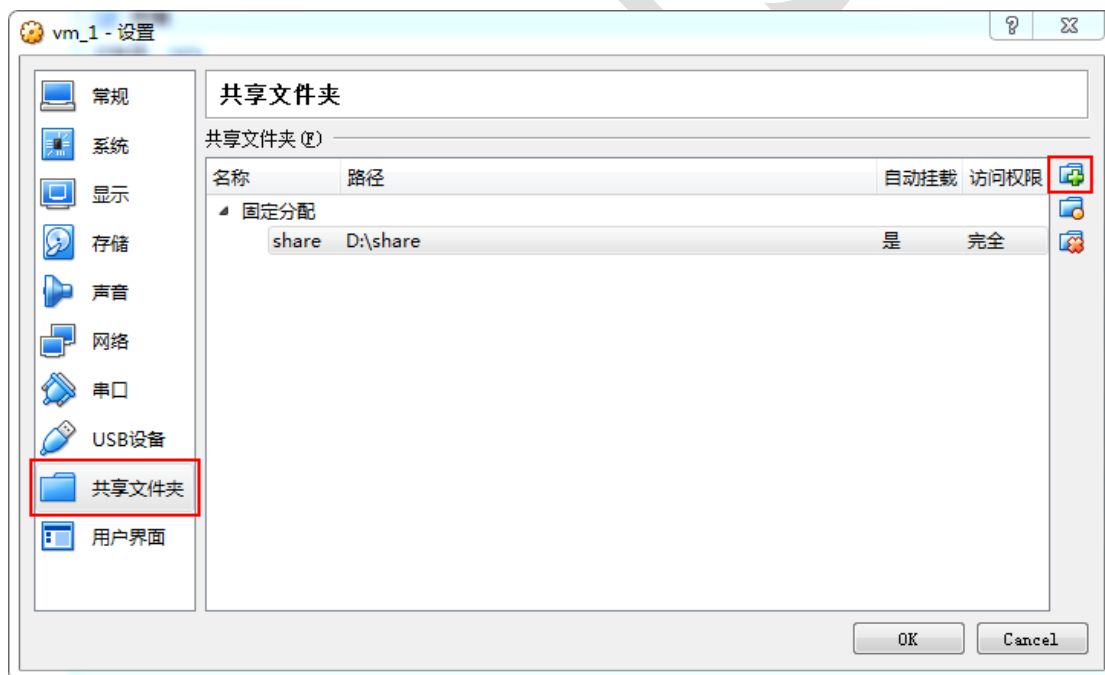 vm_1 - 设置
常规
系统
显示
存储
声音
网络
串口
USB设备
共享文件夹
用户界面
共享文件夹
共享文件夹(F)
名称 路径 自动挂载 访问权限
固定分配
share D:\share 是 完全
OK Cancel